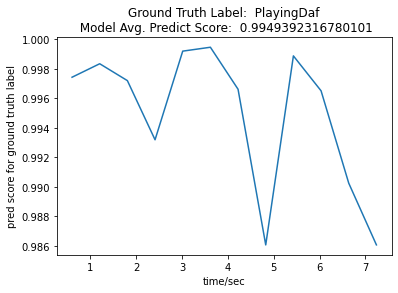 Ground Truth Label:  PlayingDaf
Model Avg. Predict Score:  0.9949392316780101
1.000
0.998
0.996
0.994
0.992
0.990
0.988
0.986
pred score for ground truth label
1 2 3 4 5 6 7
time/sec